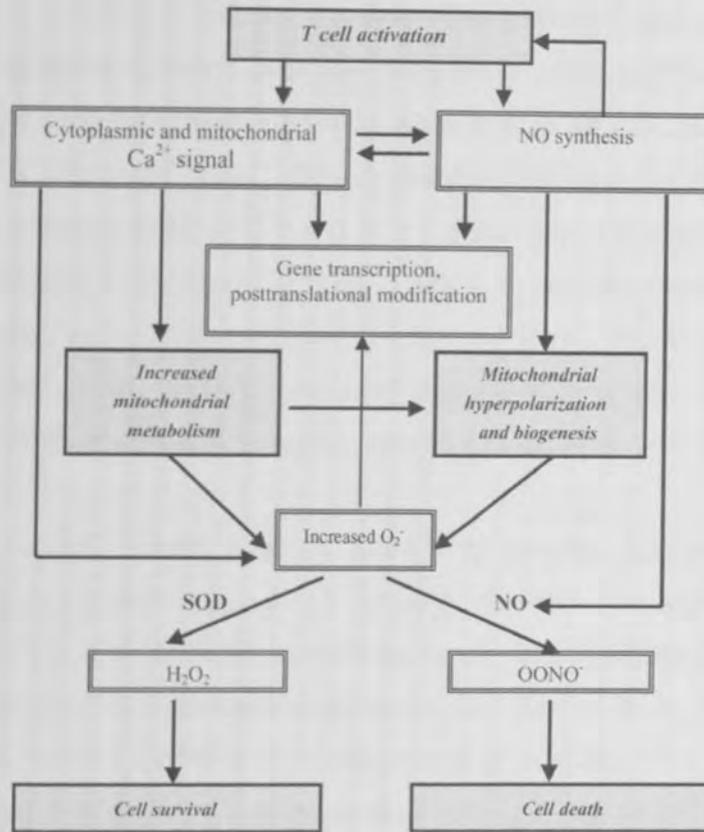 T cell activation
Cytoplasmic and mitochondrial
Ca²⁺ signal
NO synthesis
Gene transcription,
posttranslational modification
Increased
mitochondrial
metabolism
Mitochondrial
hyperpolarization
and biogenesis
Increased O₂⁻
SOD
NO
H₂O₂
OONO⁻
Cell survival
Cell death